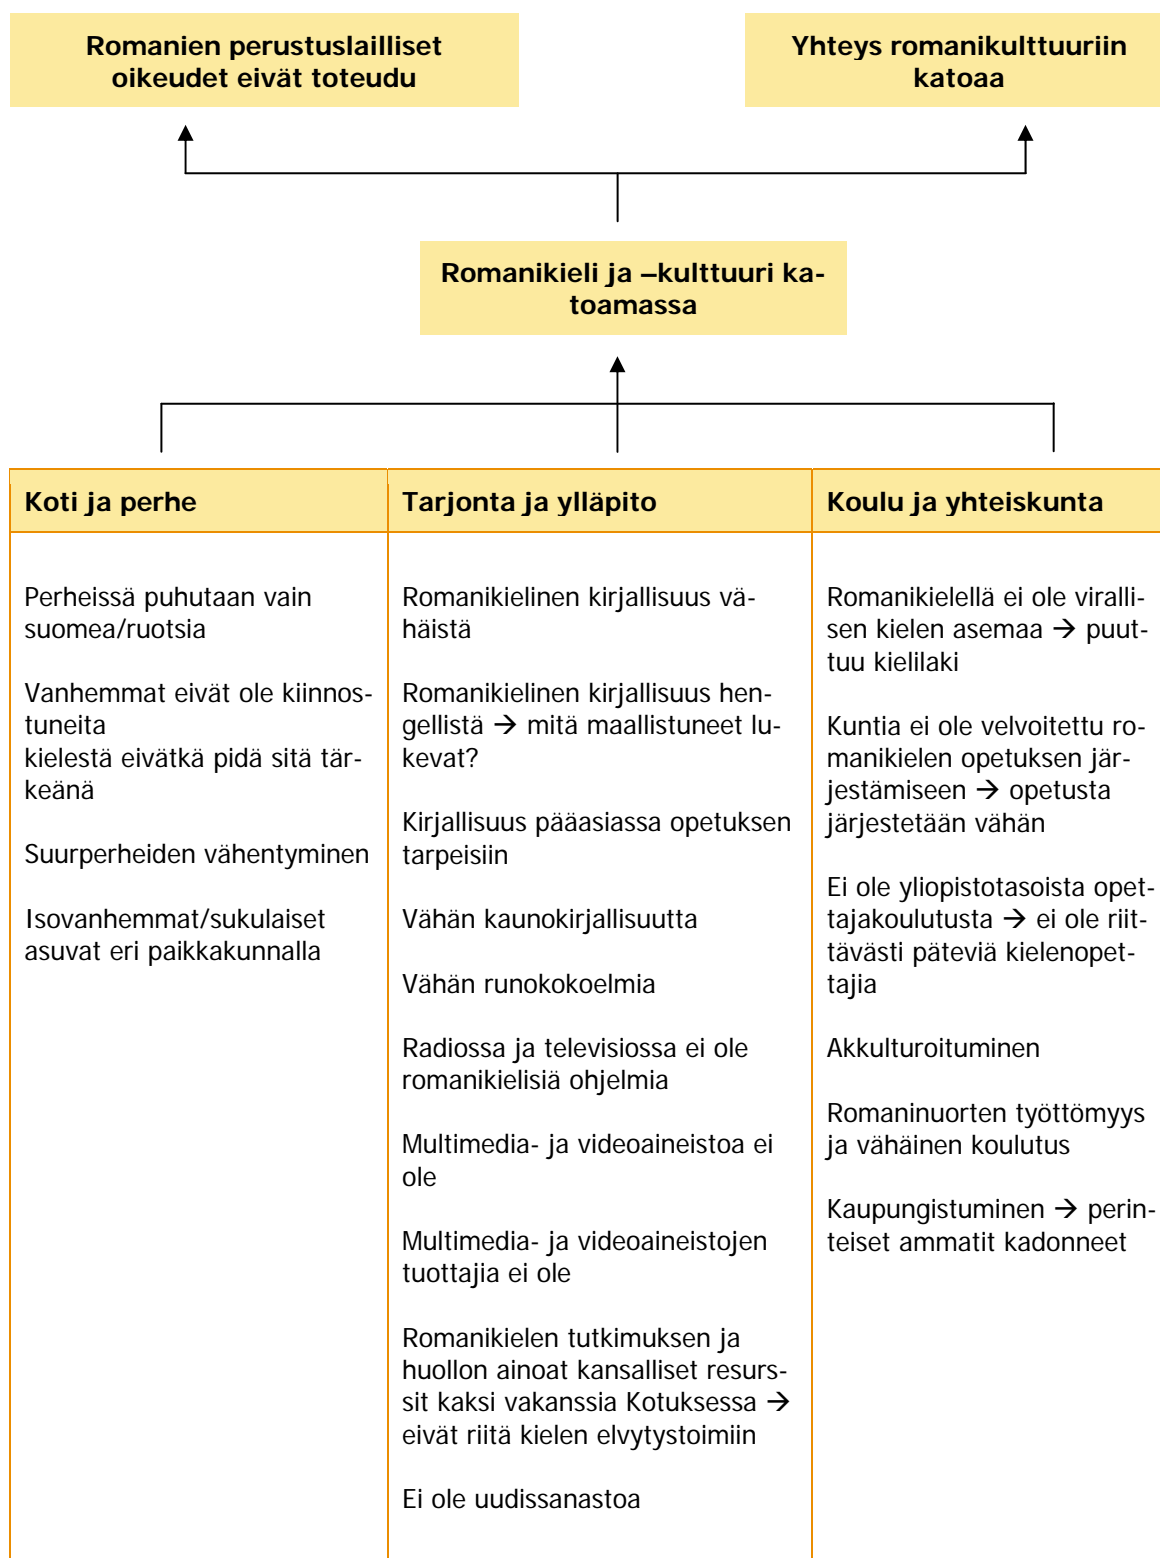 Romanien perustuslailliset
oikeudet eivät toteudu
Yhteys romanikulttuuriin
katoaa
Romanikieli ja –kulttuuri ka-
toamassa
Koti ja perhe
Perheissä puhutaan vain
suomea/ruotsia
Vanhemmat eivät ole kiinnos-
tuneita
kielestä eivätkä pidä sitä tär-
keänä
Suurperheiden vähentyminen
Isovanhemmat/sukulaiset
asuvat eri paikkakunnalla
Tarjonta ja ylläpito
Romanikielinen kirjallisuus vä-
häistä
Romanikielinen kirjallisuus hen-
gellistä → mitä maallistuneet lu-
kevat?
Kirjallisuus pääasiassa opetuksen
tarpeisiin
Vähän kaunokirjallisuutta
Vähän runokokoelmia
Radiossa ja televisiossa ei ole
romanikielisiä ohjelmia
Multimedia- ja videoaineistoa ei
ole
Multimedia- ja videoaineistojen
tuottajia ei ole
Romanikielen tutkimuksen ja
huollon ainoat kansalliset resurs-
sit kaksi vakanssia Kotuksessa →
eivät riitä kielen elvytystoimiin
Ei ole uudissanastoa
Koulu ja yhteiskunta
Romanikielellä ei ole viralli-
sen kielen asemaa → puut-
tuu kielilaki
Kuntia ei ole velvoitettu ro-
manikielen opetuksen jär-
jestämiseen → opetusta
järjestetään vähän
Ei ole yliopistotasoista opet-
tajakoulutusta → ei ole riit-
tävästi päteviä kielenopet-
tajia
Akkulturoituminen
Romaninuorten työttömyys
ja vähäinen koulutus
Kaupungistuminen → perin-
teiset ammatit kadonneet